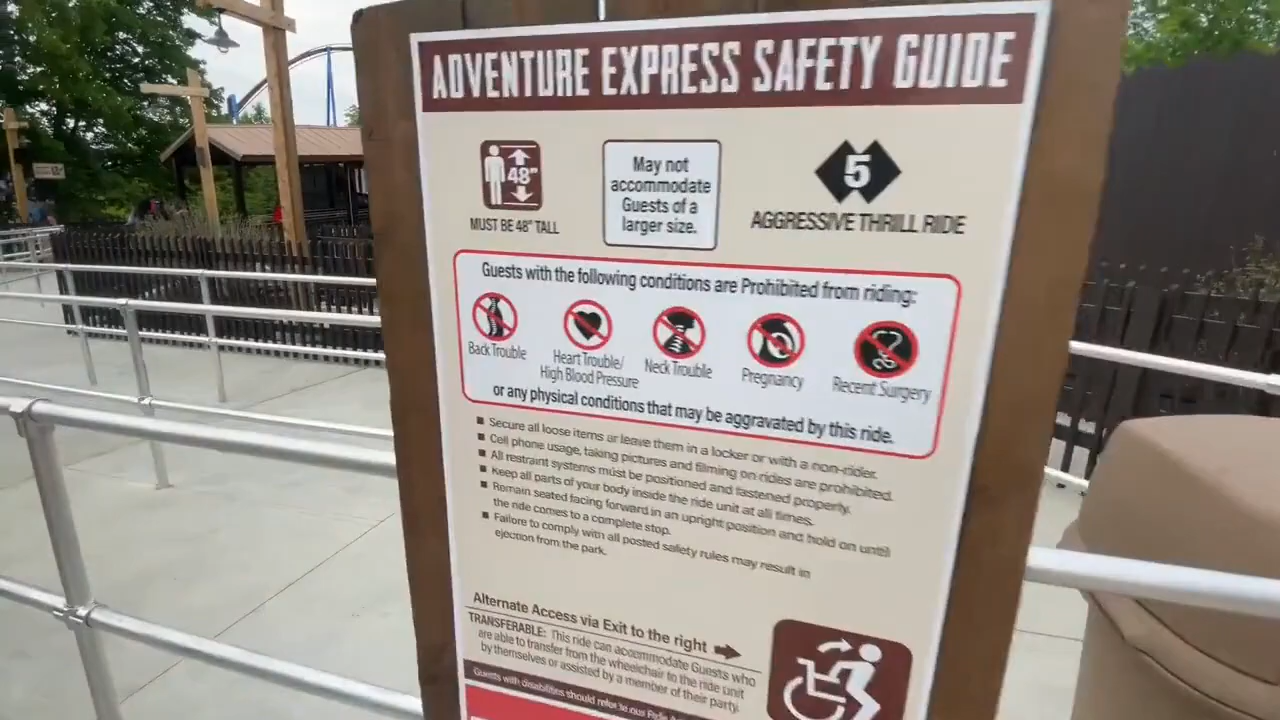 ADVENTURE EXPRESS SAFETY GUIDE
48"
MUST BE 48" TALL
May not
accommodate
Guests of a
larger size.
5
AGGRESSIVE THRILL RIDE
Guests with the following conditions are Prohibited from riding:
Back Trouble
Heart Trouble/
High Blood Pressure
Neck Trouble
Pregnancy
Recent Surgery
or any physical conditions that may be aggravated by this ride.
■ Secure all loose items or leave them in a locker or with a non-rider.
■ Cell phone usage, taking pictures and filming on rides are prohibited.
■ All restraint systems must be positioned and fastened properly.
■ Keep all parts of your body inside the ride unit at all times.
■ Remain seated facing forward in an upright position and hold on until
the ride comes to a complete stop.
■ Failure to comply with all posted safety rules may result in
ejection from the park.
Alternate Access via Exit to the right
TRANSFERABLE: This ride can accommodate Guests who
are able to transfer from the wheelchair to the ride unit
by themselves or assisted by a member of their party.
Guests with disabilities should refer to our